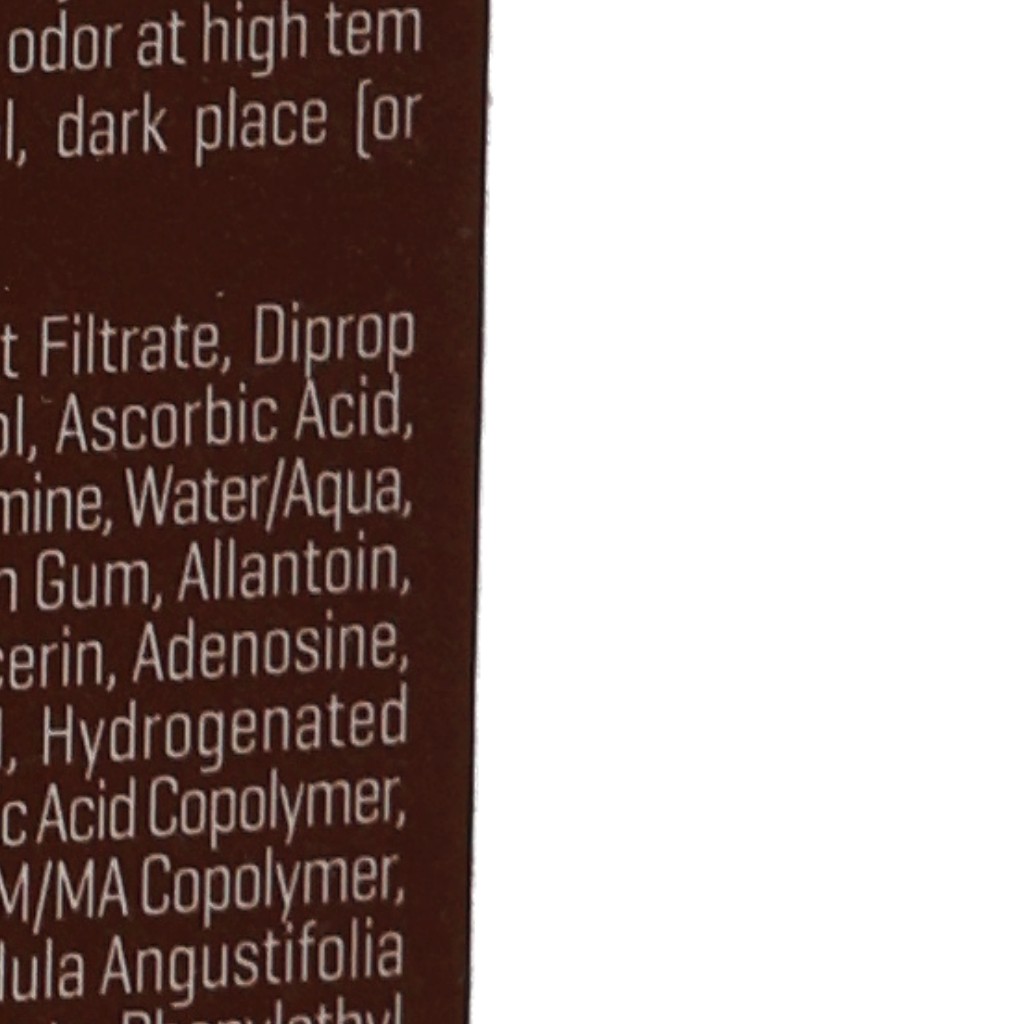 odor at high tem
l, dark place (or
t Filtrate, Diprop
ol, Ascorbic Acid,
mine, Water/Aqua,
n Gum, Allantoin,
cerin, Adenosine,
l, Hydrogenated
c Acid Copolymer,
M/MA Copolymer,
dula Angustifolia
Phenylethyl